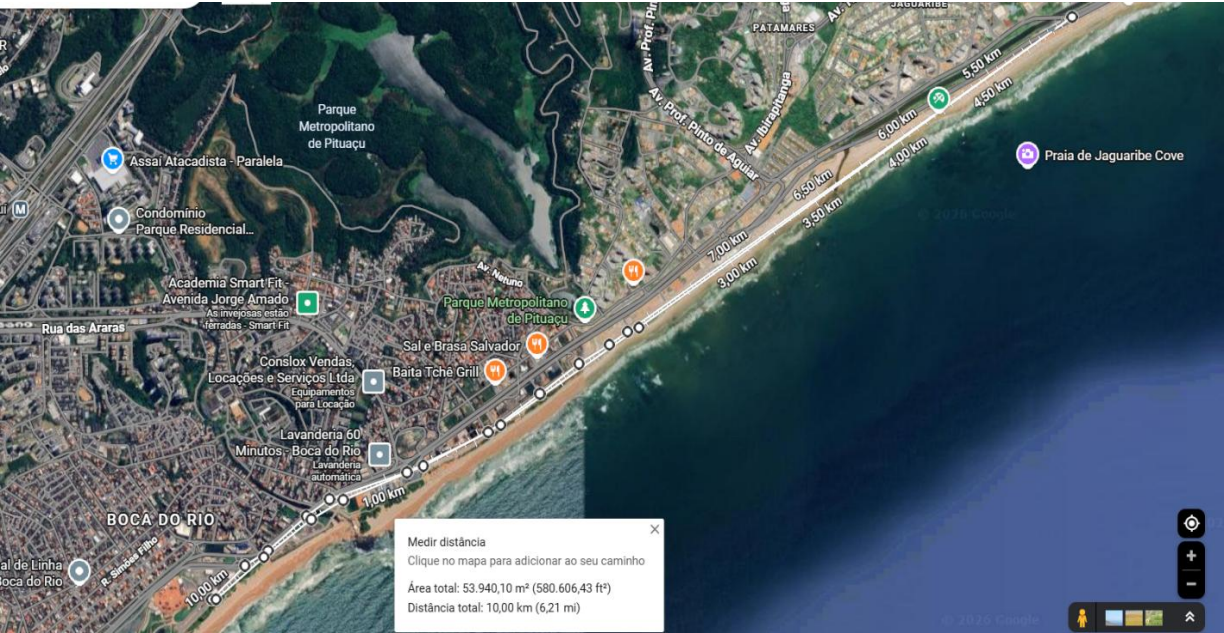 JAGUARIBE
PATAMARES
Av. Prof. Pin
Av. Prof. Pinto de Aguiar
Av. Ibirapitanga
5,50 km
4,50 km
6,00 km
4,00 km
6,50 km
3,50 km
7,00 km
3,00 km
Praia de Jaguaribe Cove
Parque
Metropolitano
de Pituaçu
Assaí Atacadista - Paralela
M
Condomínio
Parque Residencial...
Academia Smart Fit -
Avenida Jorge Amado
As invejosas estão
ferradas - Smart Fit
Av. Netuno
Parque Metropolitano
de Pituaçu
Rua das Araras
Sal e Brasa Salvador
Baita Tchê Grill
Conslox Vendas,
Locações e Serviços Ltda
Equipamentos
para Locação
Lavanderia 60
Minutos - Boca do Rio
Lavanderia
automática
1,00 km
BOCA DO RIO
R. Simões Filho
al de Linha
Boca do Rio
10,00 km
Medir distância
Clique no mapa para adicionar ao seu caminho
Área total: 53.940,10 m² (580.606,43 ft²)
Distância total: 10,00 km (6,21 mi)
© 2026 Google
© 2026 Google